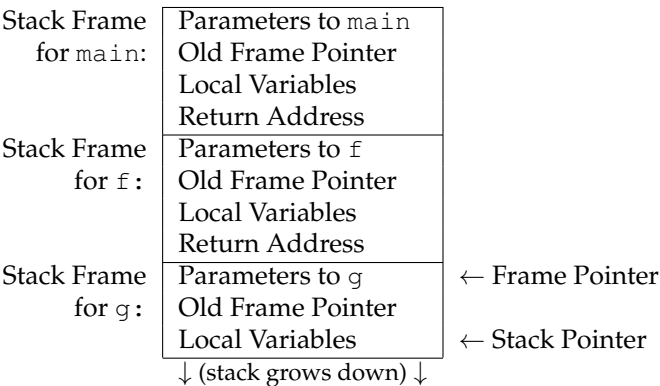 Stack Frame Parameters to main
for main: Old Frame Pointer
Local Variables
Return Address
Stack Frame Parameters to f
for f: Old Frame Pointer
Local Variables
Return Address
Stack Frame Parameters to g ← Frame Pointer
for g: Old Frame Pointer
Local Variables ← Stack Pointer
↓ (stack grows down) ↓